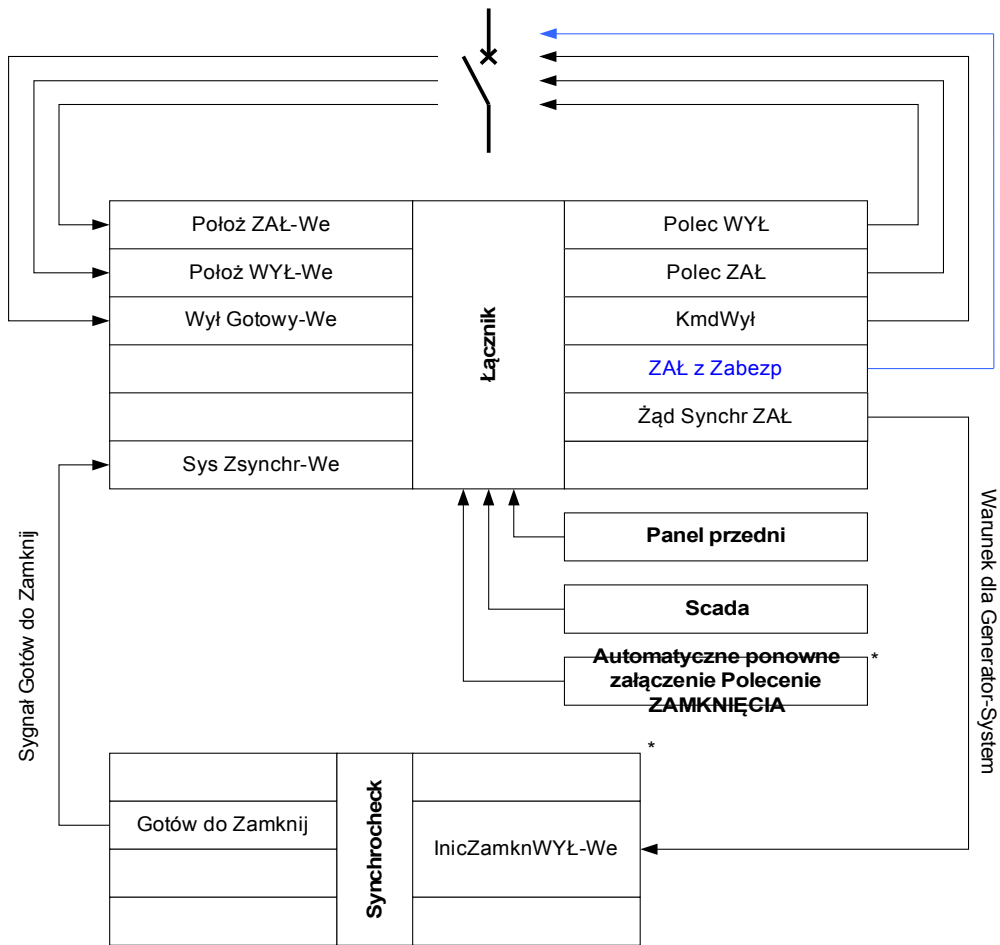 Położ ZAŁ-We
Polec WYŁ
Położ WYŁ-We
Polec ZAŁ
Wył Gotowy-We
Łącznik
KmdWył
ZAŁ z Zabezp
Żąd Synchr ZAŁ
Sys Zsynchr-We
Panel przedni
Scada
Automatyczne ponowne
załączenie Polecenie
ZAMKNIĘCIA
*
Sygnał Gotów do Zamknij
Warunek dla Generator-System
*
Gotów do Zamknij
Synchrocheck
InicZamknWYŁ-We